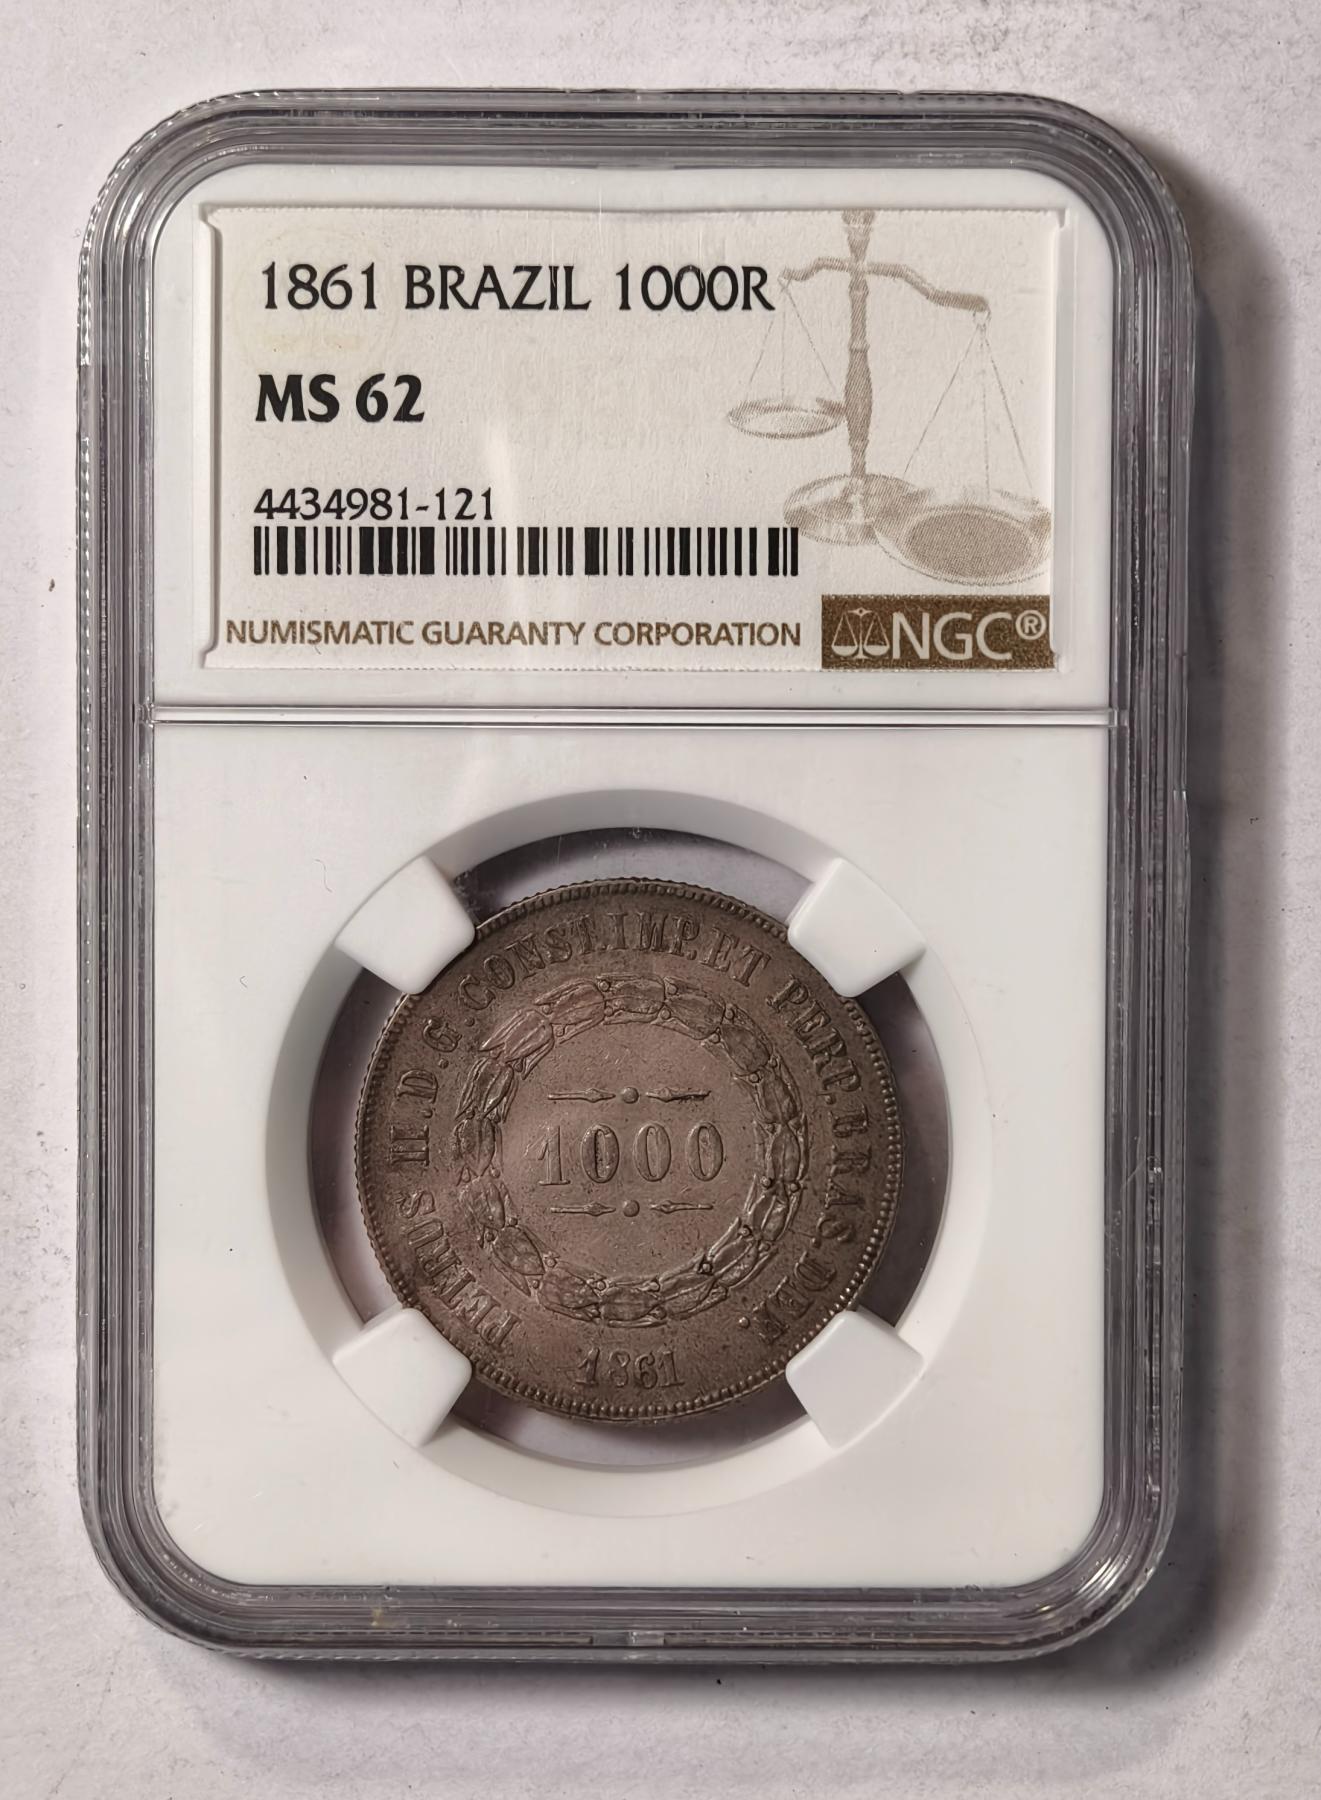 1861 BRAZIL 1000R
MS 62
4434981-121
NUMISMATIC GUARANTY CORPORATION
NGC®
PETRUS II.D.G.CONST.IMP.ET PERP.BRAS.DEF.
1000
1861